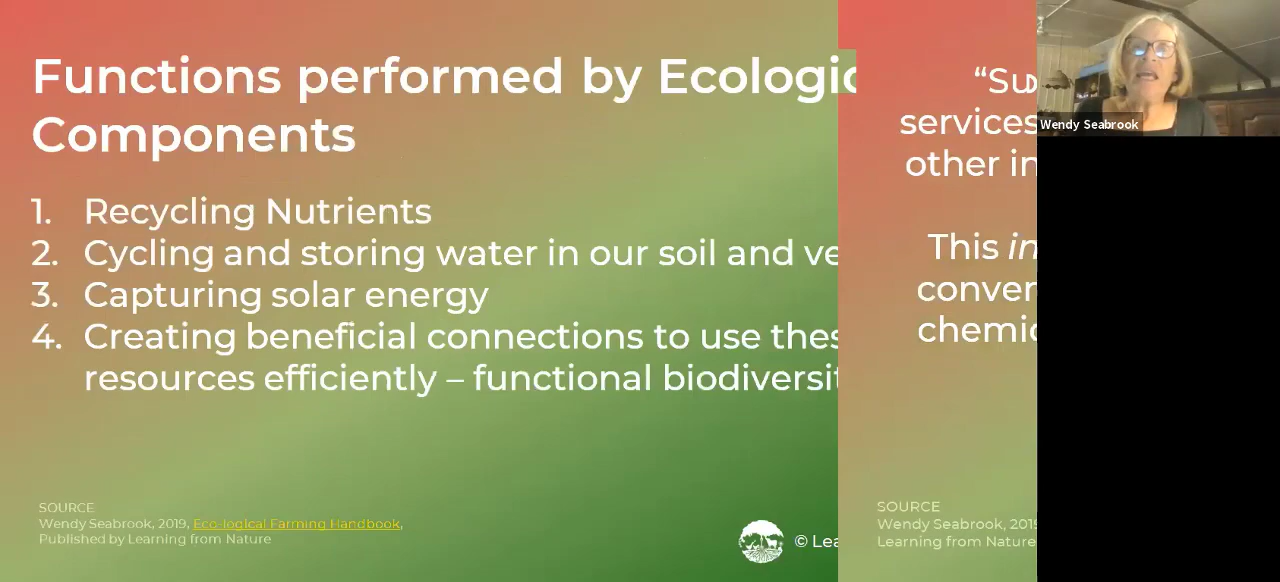 Functions performed by Ecologic
Components
1. Recycling Nutrients
2. Cycling and storing water in our soil and ve
3. Capturing solar energy
4. Creating beneficial connections to use thes
resources efficiently – functional biodiversit
SOURCE
Wendy Seabrook, 2019, Eco-logical Farming Handbook,
Published by Learning from Nature
© Lea
services
other in
This in
conver
chemic
SOURCE
Wendy Seabrook, 2019
Learning from Nature
Wendy Seabrook